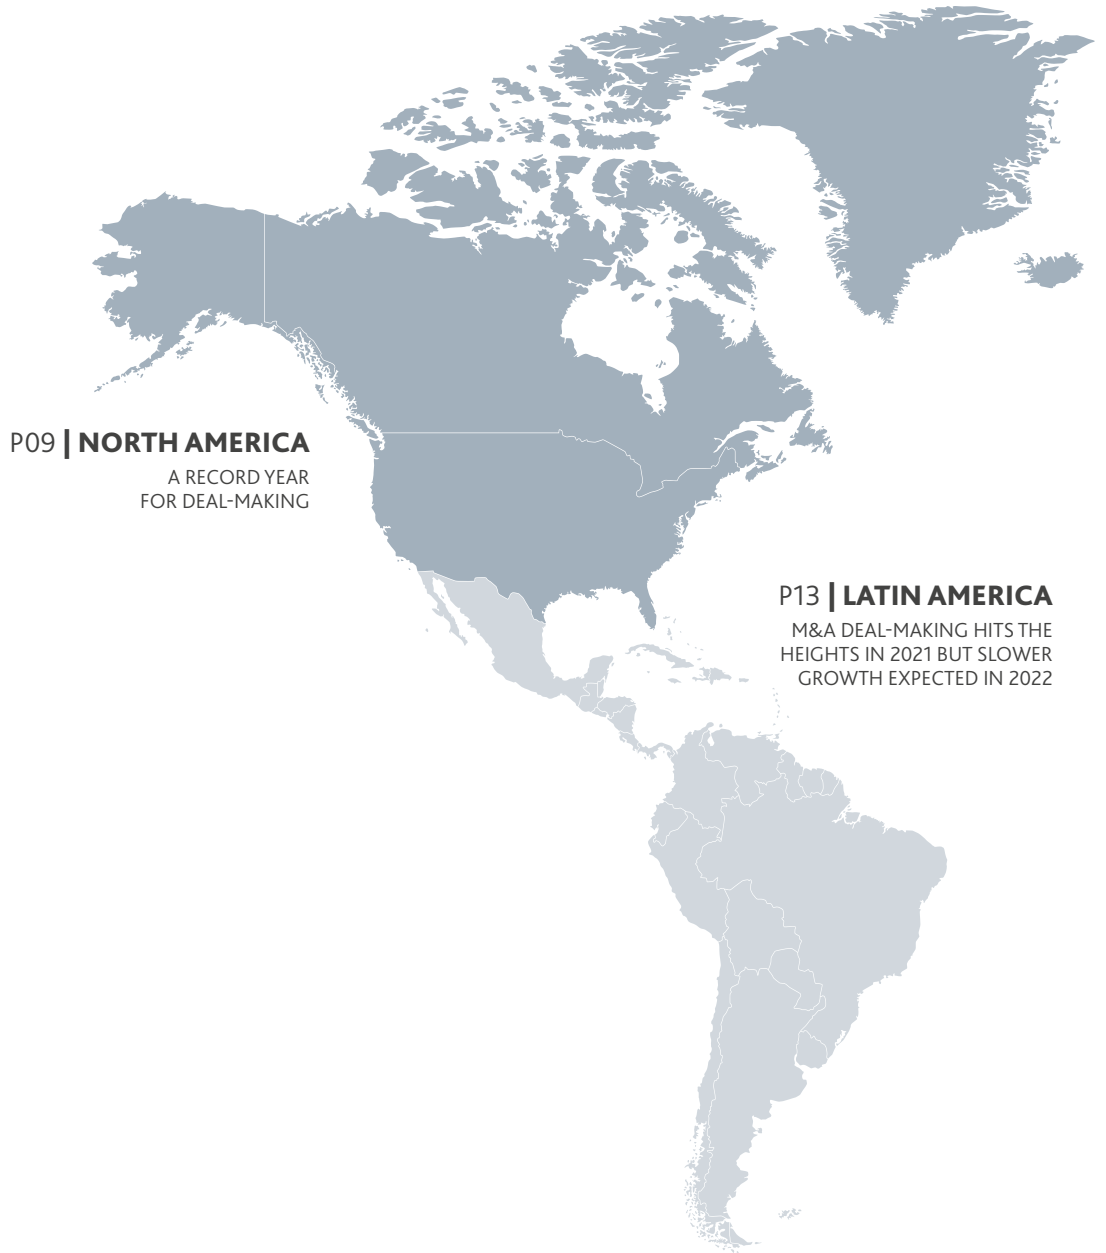 P09 | NORTH AMERICA
A RECORD YEAR
FOR DEAL-MAKING
P13 | LATIN AMERICA
M&A DEAL-MAKING HITS THE
HEIGHTS IN 2021 BUT SLOWER
GROWTH EXPECTED IN 2022